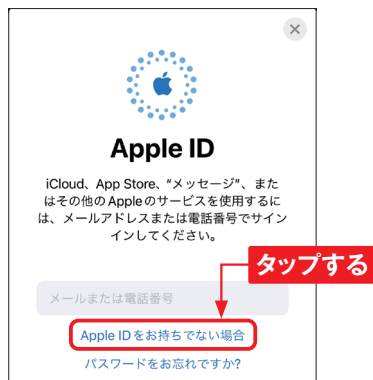 Apple ID
iCloud、App Store、“メッセージ”、また
はその他のAppleのサービスを使用するに
は、メールアドレスまたは電話番号でサイン
インしてください。
タップする
メールまたは電話番号
Apple IDをお持ちでない場合
パスワードをお忘れですか?